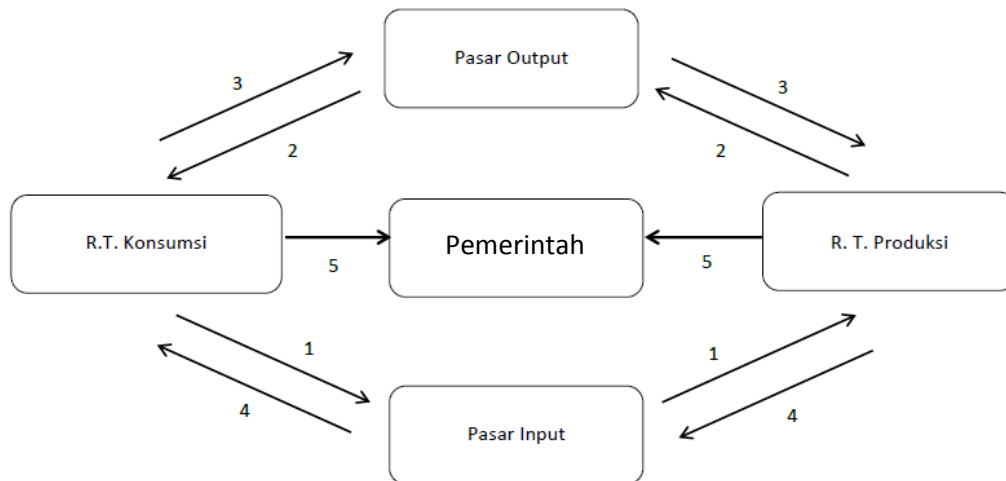 Pasar Output
3
3
2
2
R.T. Konsumsi
Pemerintah
R. T. Produksi
5
5
1
1
4
4
Pasar Input